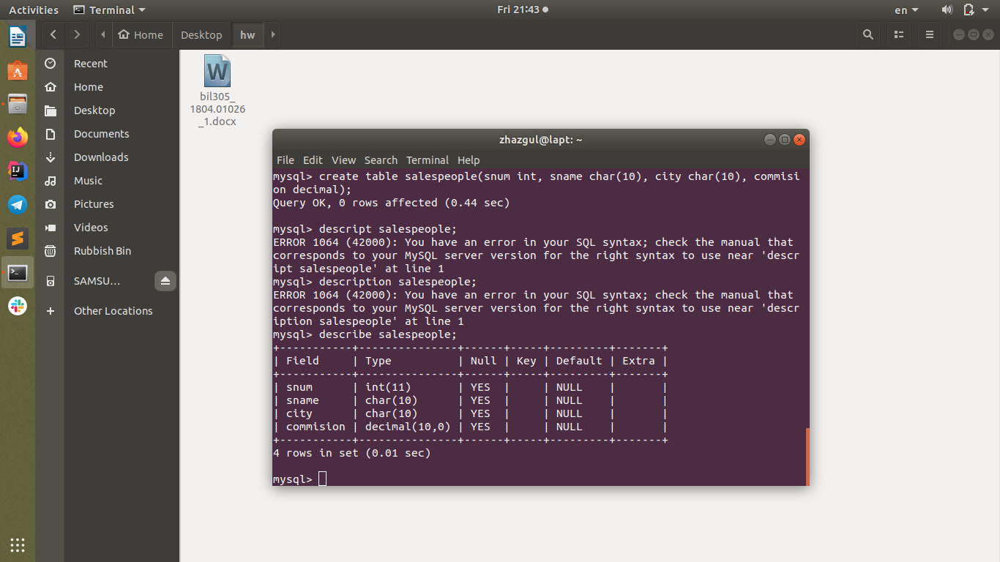 Activities
Terminal
Fri 21:43
en
Home
Desktop
hw
Recent
Home
Desktop
Documents
Downloads
Music
Pictures
Videos
Rubbish Bin
SAMSU…
Other Locations
W
bil305_
1804.01026
_1.docx
zhazgul@lapt: ~
File Edit View Search Terminal Help
mysql> create table salespeople(snum int, sname char(10), city char(10), commisi
on decimal);
Query OK, 0 rows affected (0.44 sec)
mysql> descript salespeople;
ERROR 1064 (42000): You have an error in your SQL syntax; check the manual that
corresponds to your MySQL server version for the right syntax to use near 'descr
ipt salespeople' at line 1
mysql> description salespeople;
ERROR 1064 (42000): You have an error in your SQL syntax; check the manual that
corresponds to your MySQL server version for the right syntax to use near 'descr
iption salespeople' at line 1
mysql> describe salespeople;
+-----------+---------------+------+-----+---------+-------+
| Field     | Type          | Null | Key | Default | Extra |
+-----------+---------------+------+-----+---------+-------+
| snum      | int(11)       | YES  |     | NULL    |       |
| sname     | char(10)      | YES  |     | NULL    |       |
| city      | char(10)      | YES  |     | NULL    |       |
| commision | decimal(10,0) | YES  |     | NULL    |       |
+-----------+---------------+------+-----+---------+-------+
4 rows in set (0.01 sec)
mysql>